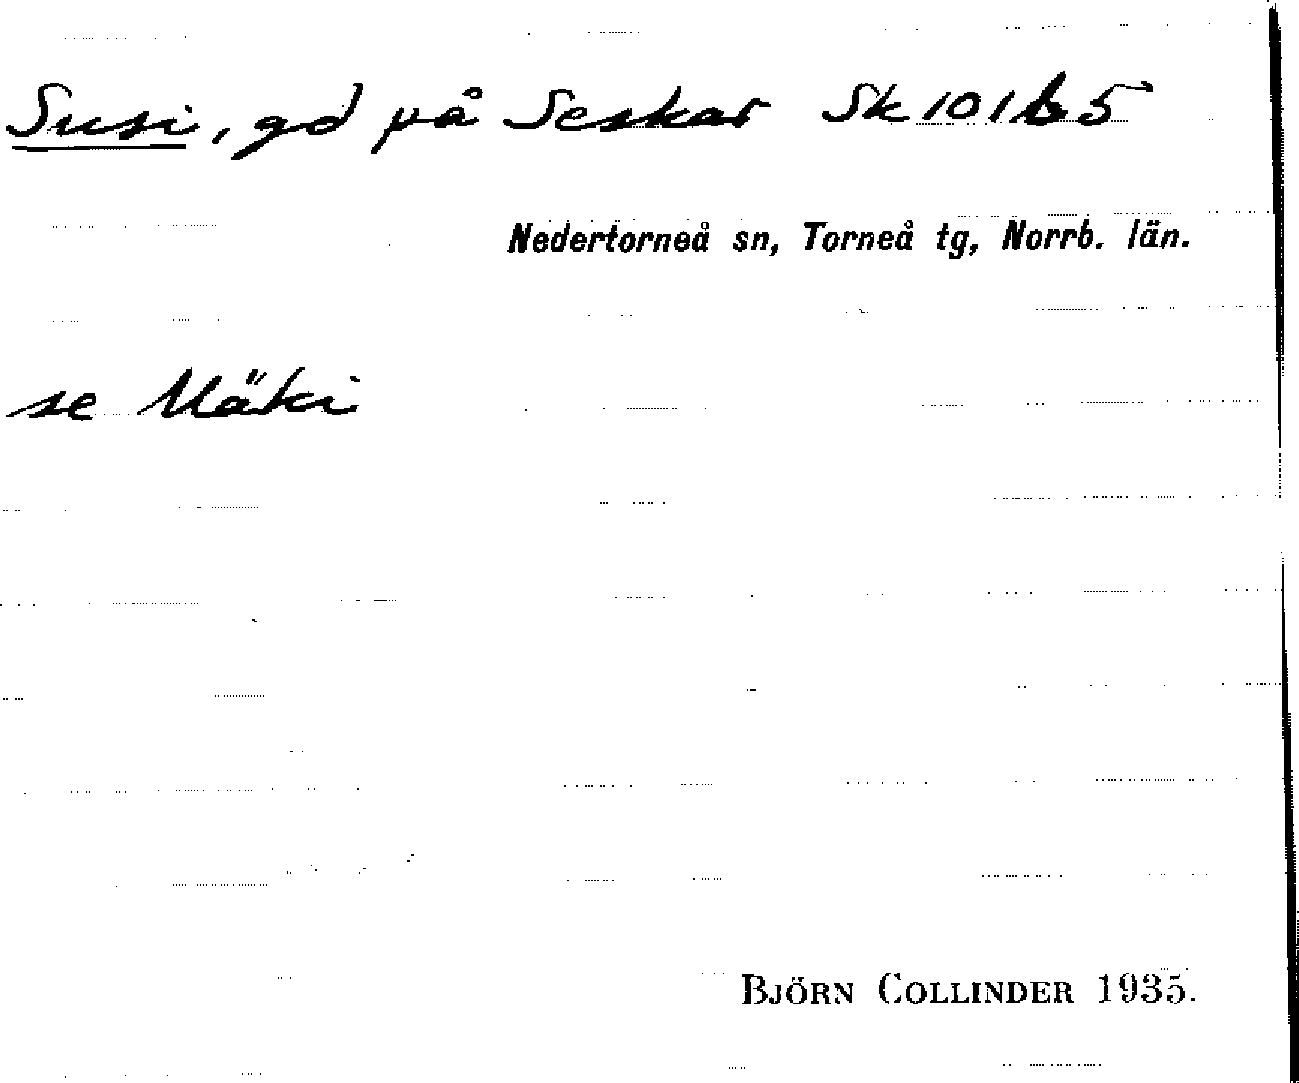 Susi, gd på Seskar Sk 101b5
Nedertorneå sn, Torneå tg, Norrb. län.
se Mäki
BJÖRN COLLINDER 1935.